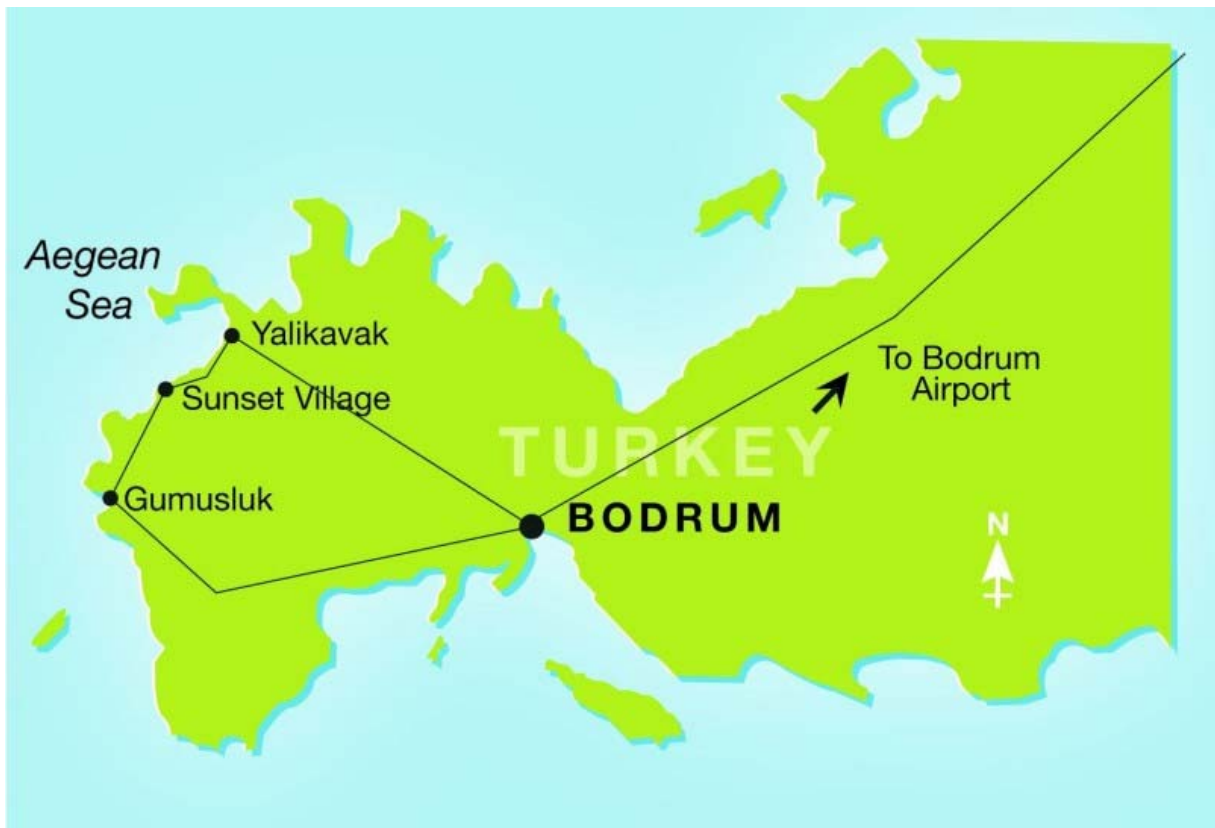 Aegean
Sea
Yalikavak
Sunset Village
To Bodrum
Airport
TURKEY
Gumusluk
BODRUM
N